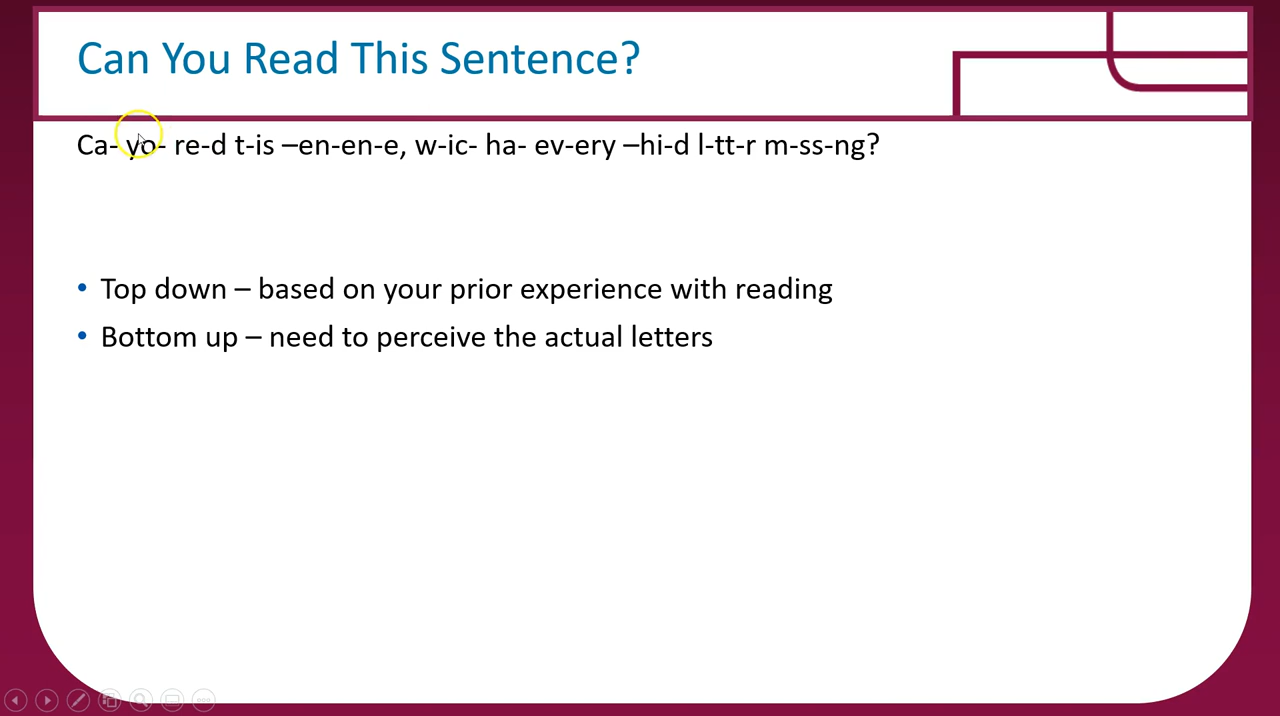 Can You Read This Sentence?
Ca- yo- re-d t-is –en-en-e, w-ic- ha- ev-ery –hi-d l-tt-r m-ss-ng?
• Top down – based on your prior experience with reading
• Bottom up – need to perceive the actual letters